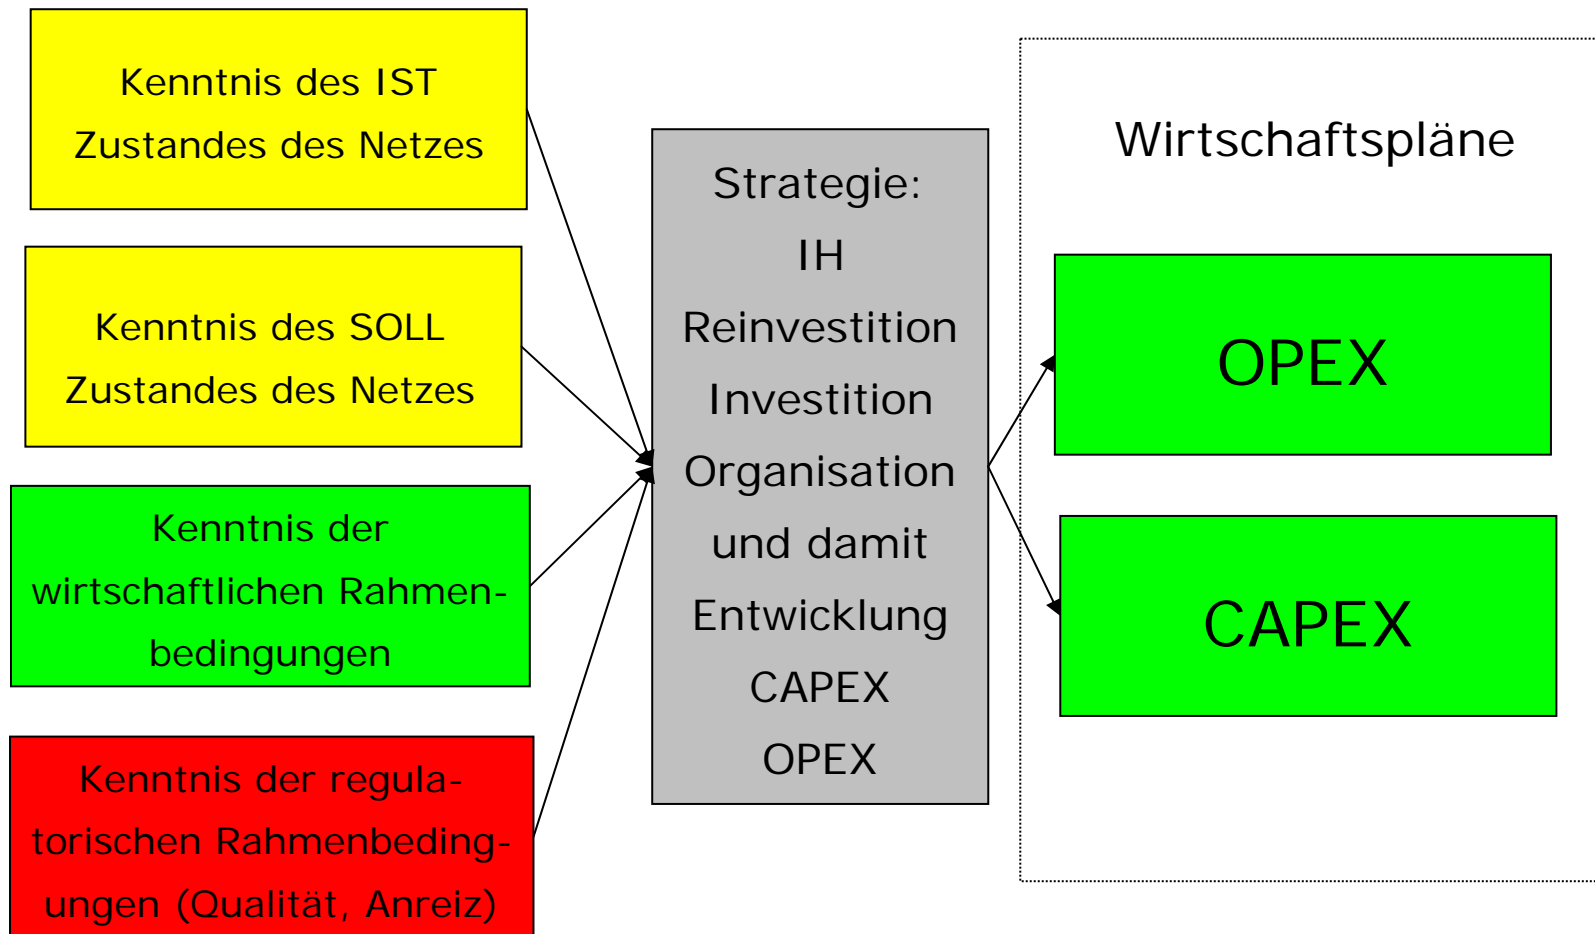 Kenntnis des IST
Zustandes des Netzes
Kenntnis des SOLL
Zustandes des Netzes
Kenntnis der
wirtschaftlichen Rahmen-
bedingungen
Kenntnis der regula-
torischen Rahmenbeding-
ungen (Qualität, Anreiz)
Strategie:
IH
Reinvestition
Investition
Organisation
und damit
Entwicklung
CAPEX
OPEX
Wirtschaftspläne
OPEX
CAPEX